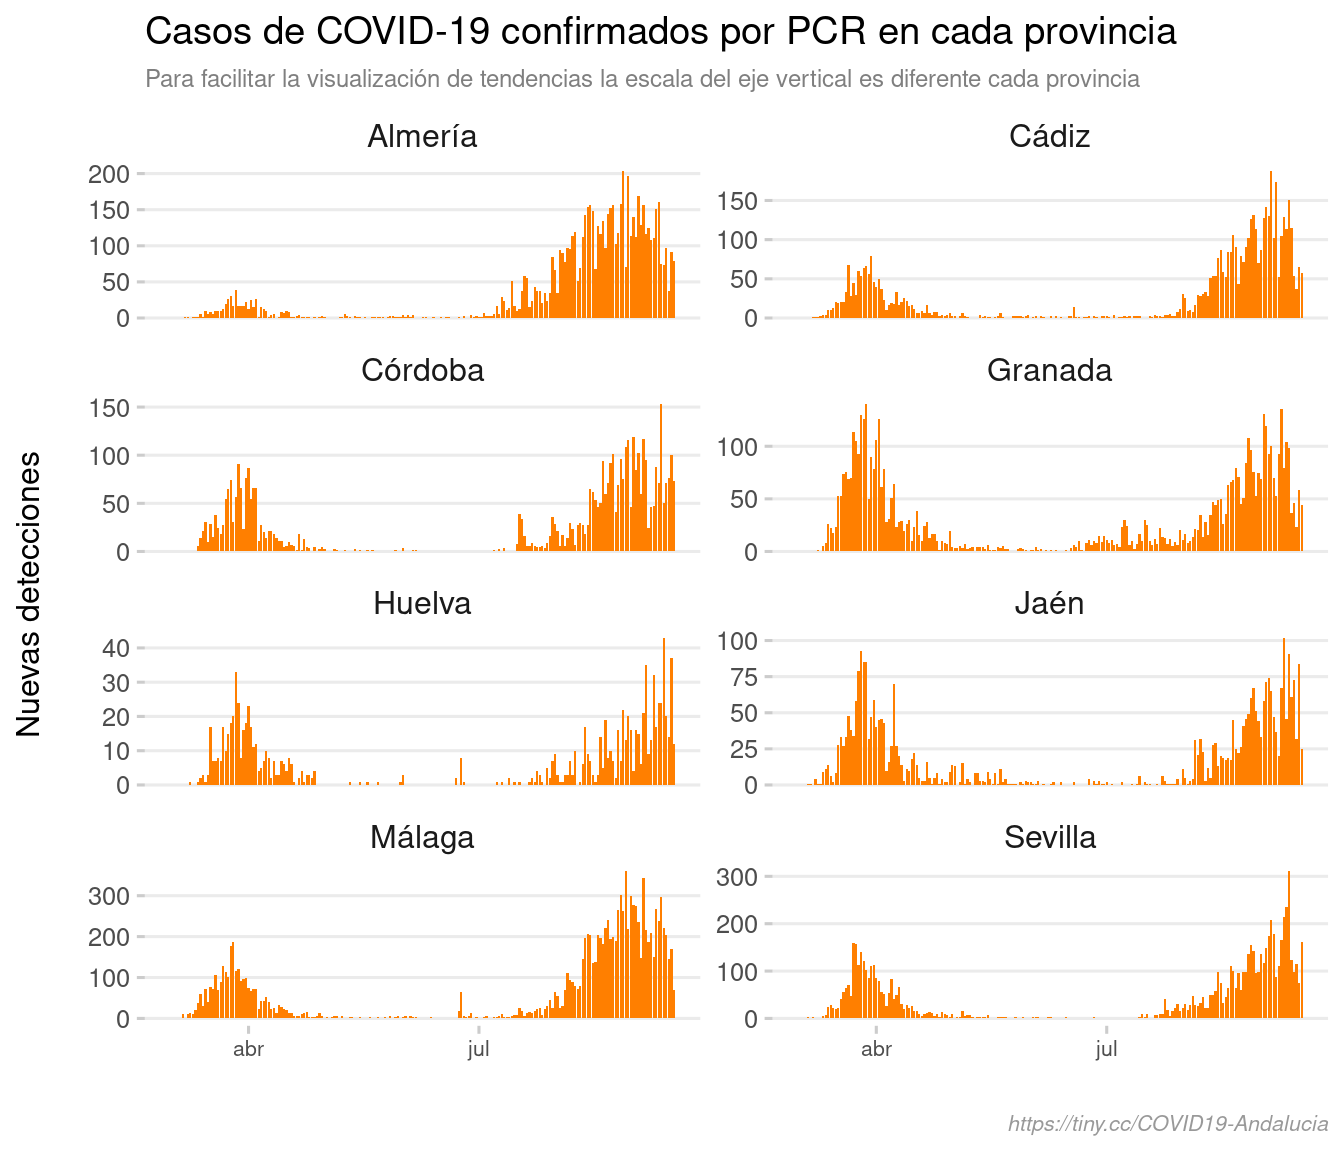 Casos de COVID-19 confirmados por PCR en cada provincia
Para facilitar la visualización de tendencias la escala del eje vertical es diferente cada provincia
Nuevas detecciones
Almería
200
150
100
50
0
Cádiz
150
100
50
0
Córdoba
150
100
50
0
Granada
100
50
0
Huelva
40
30
20
10
0
Jaén
100
75
50
25
0
Málaga
300
200
100
0
abr jul
Sevilla
300
200
100
0
abr jul
https://tiny.cc/COVID19-Andalucia